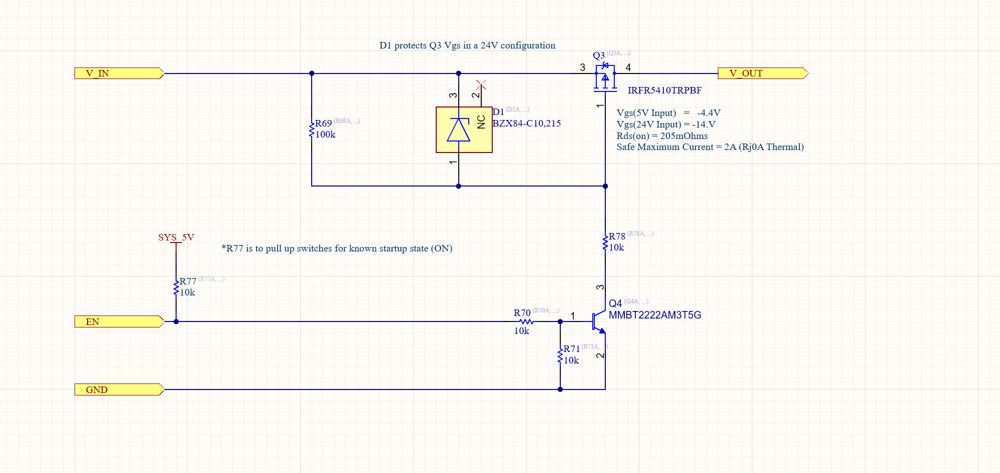 D1 protects Q3 Vgs in a 24V configuration
Q3 (Q3A, ...)
V_IN
3
4
V_OUT
IRFR5410TRPBF
3
2
1
D1 (D1A, ...)
NC
BZX84-C10,215
R69 (R69A, ...)
100k
Vgs(5V Input) = -4.4V
Vgs(24V Input) = -14.V
Rds(on) = 205mOhms
Safe Maximum Current = 2A (Rj0A Thermal)
1
SYS_5V
*R77 is to pull up switches for known startup state (ON)
R78 (R78A, ...)
10k
R77 (R77A, ...)
10k
3
Q4 (Q4A, ...)
MMBT2222AM3T5G
EN
R70 (R70A, ...)
10k
1
R71 (R71A, ...)
10k
2
GND